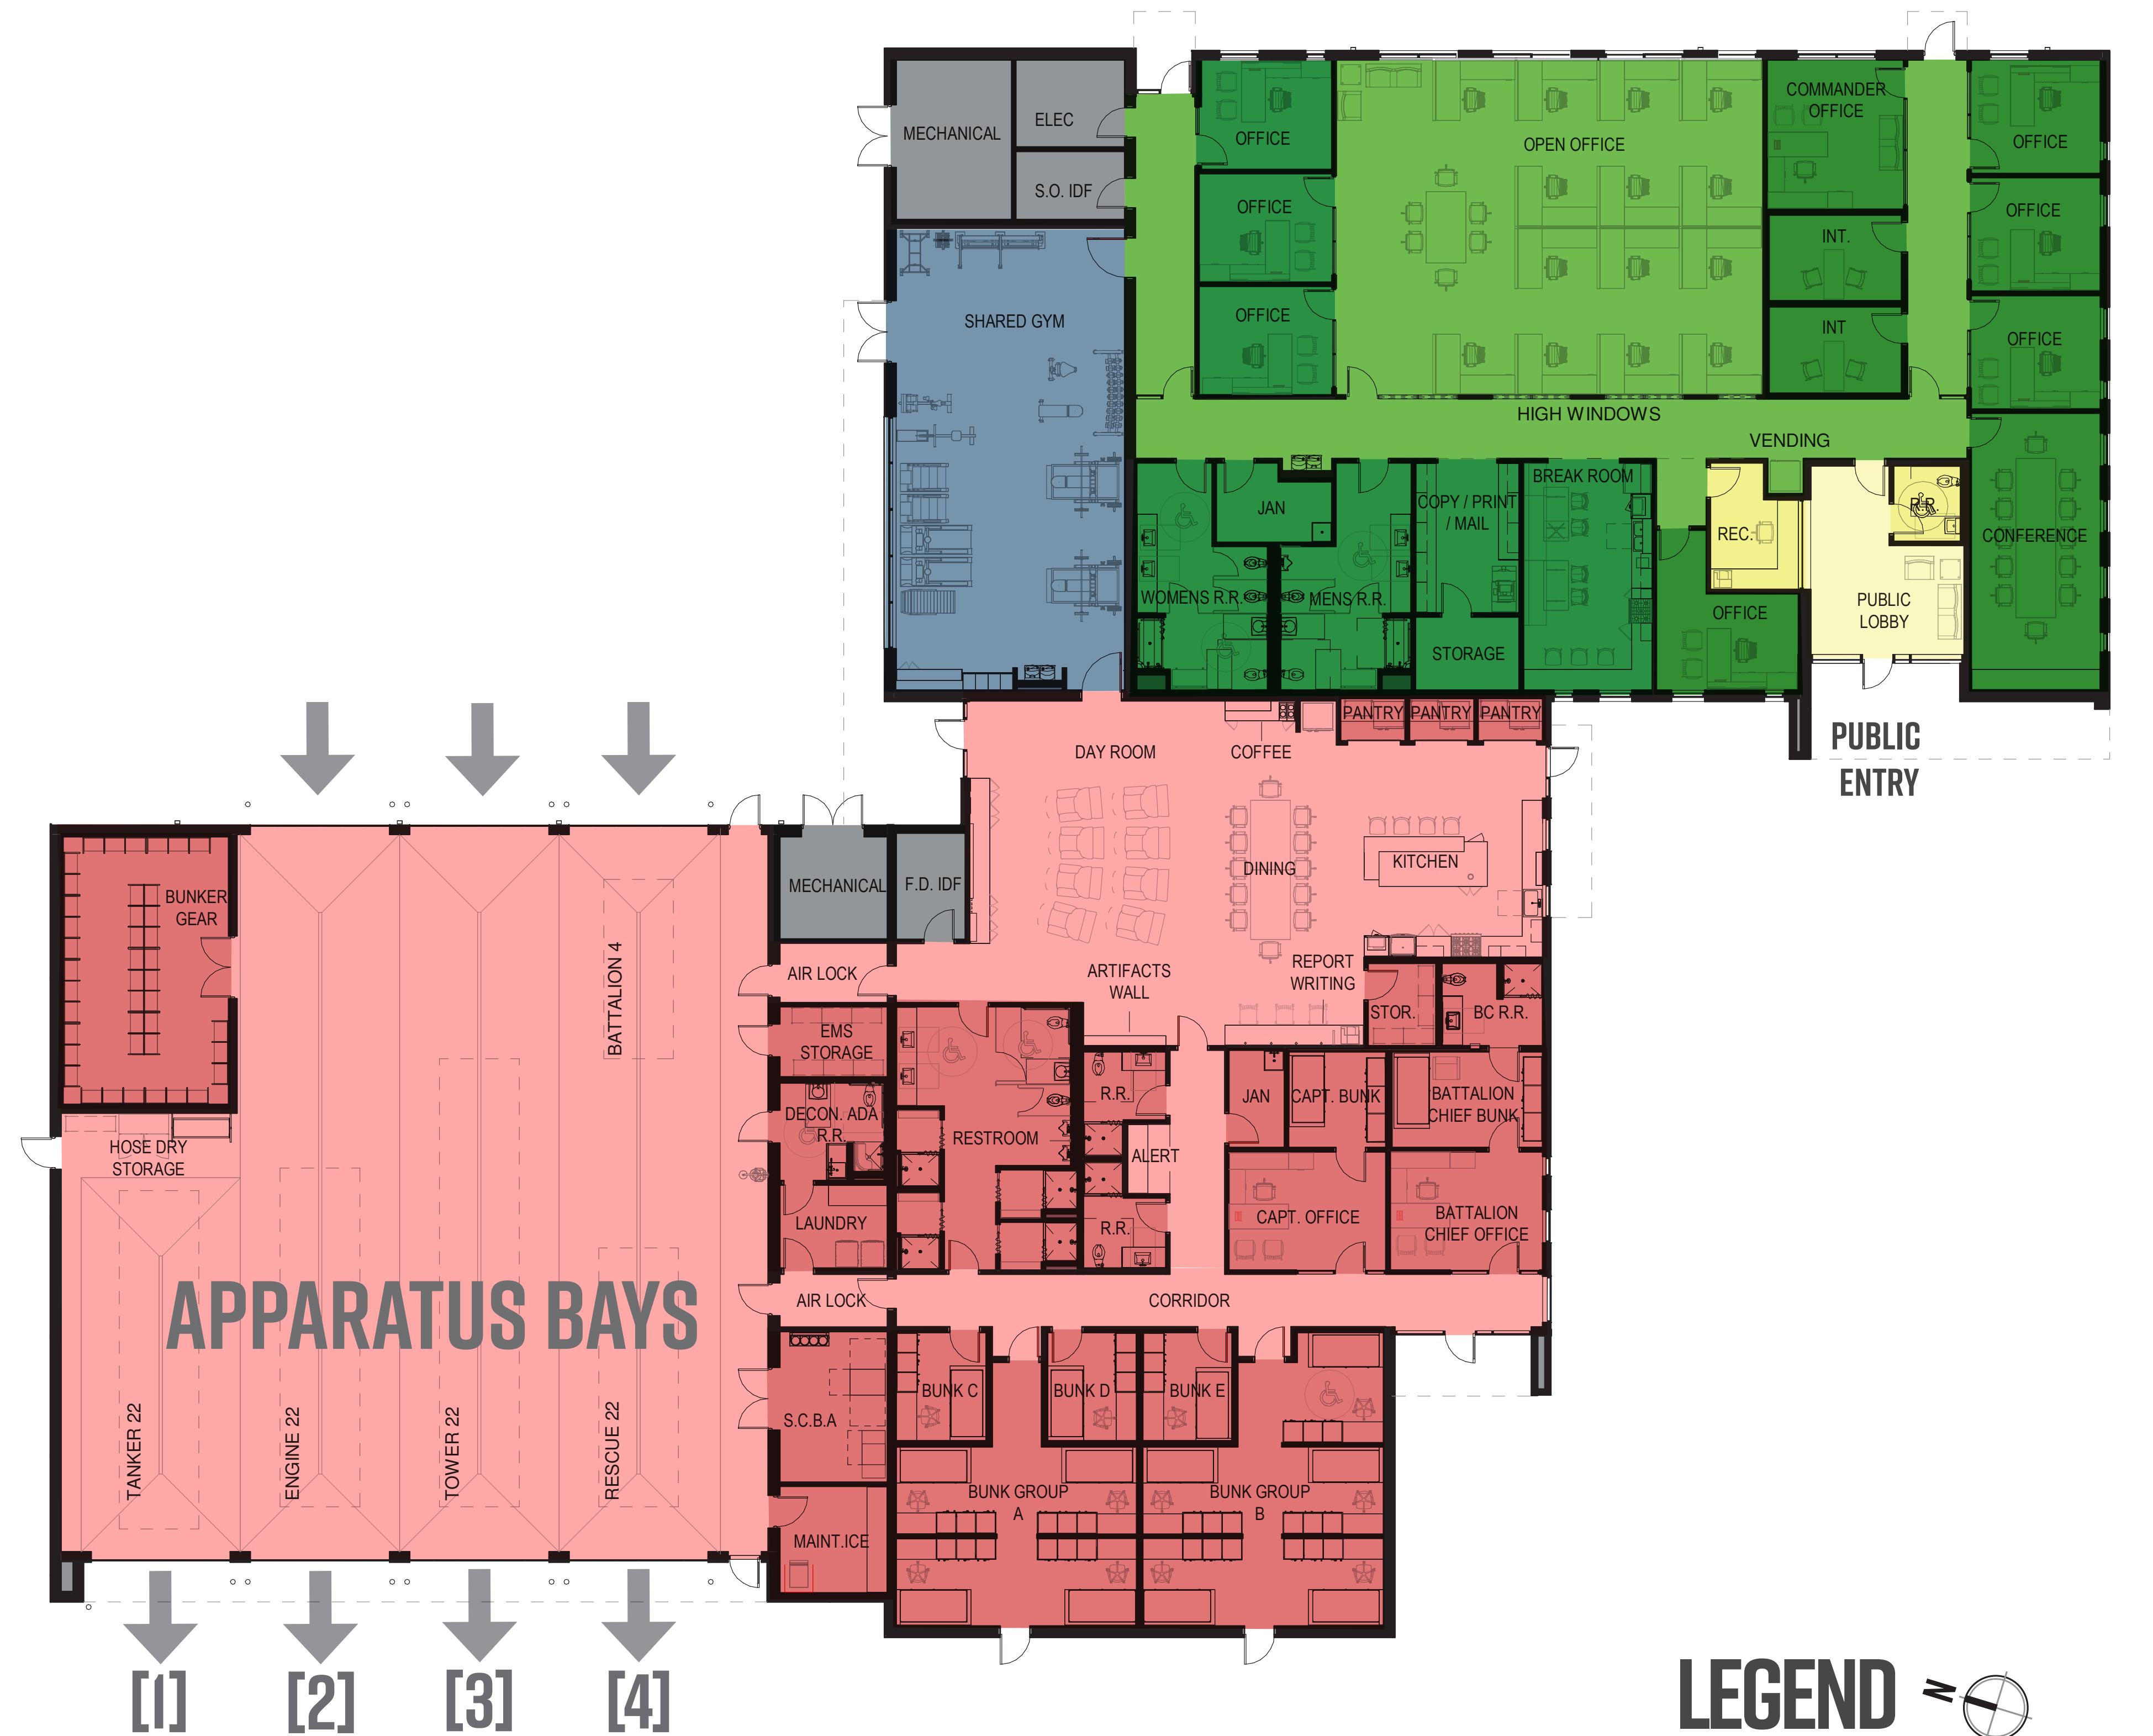 MECHANICAL
ELEC
S.O. IDF
OFFICE
OFFICE
OFFICE
OPEN OFFICE
COMMANDER
OFFICE
INT.
INT
OFFICE
OFFICE
OFFICE
SHARED GYM
HIGH WINDOWS
VENDING
WOMENS R.R.
JAN
MENS R.R.
COPY / PRINT
/ MAIL
STORAGE
BREAK ROOM
REC.
R.R.
OFFICE
PUBLIC
LOBBY
CONFERENCE
PUBLIC
ENTRY
DAY ROOM
COFFEE
PANTRY
PANTRY
PANTRY
DINING
KITCHEN
ARTIFACTS
WALL
REPORT
WRITING
STOR.
BC R.R.
BUNKER
GEAR
HOSE DRY
STORAGE
BATTALION 4
MECHANICAL
F.D. IDF
AIR LOCK
EMS
STORAGE
DECON. ADA
R.R.
LAUNDRY
RESTROOM
R.R.
ALERT
R.R.
JAN
CAPT. BUNK
BATTALION
CHIEF BUNK
CAPT. OFFICE
BATTALION
CHIEF OFFICE
APPARATUS BAYS
AIR LOCK
CORRIDOR
TANKER 22
ENGINE 22
TOWER 22
RESCUE 22
S.C.B.A
MAINT.ICE
BUNK C
BUNK D
BUNK E
BUNK GROUP
A
BUNK GROUP
B
[1]
[2]
[3]
[4]
LEGEND
N